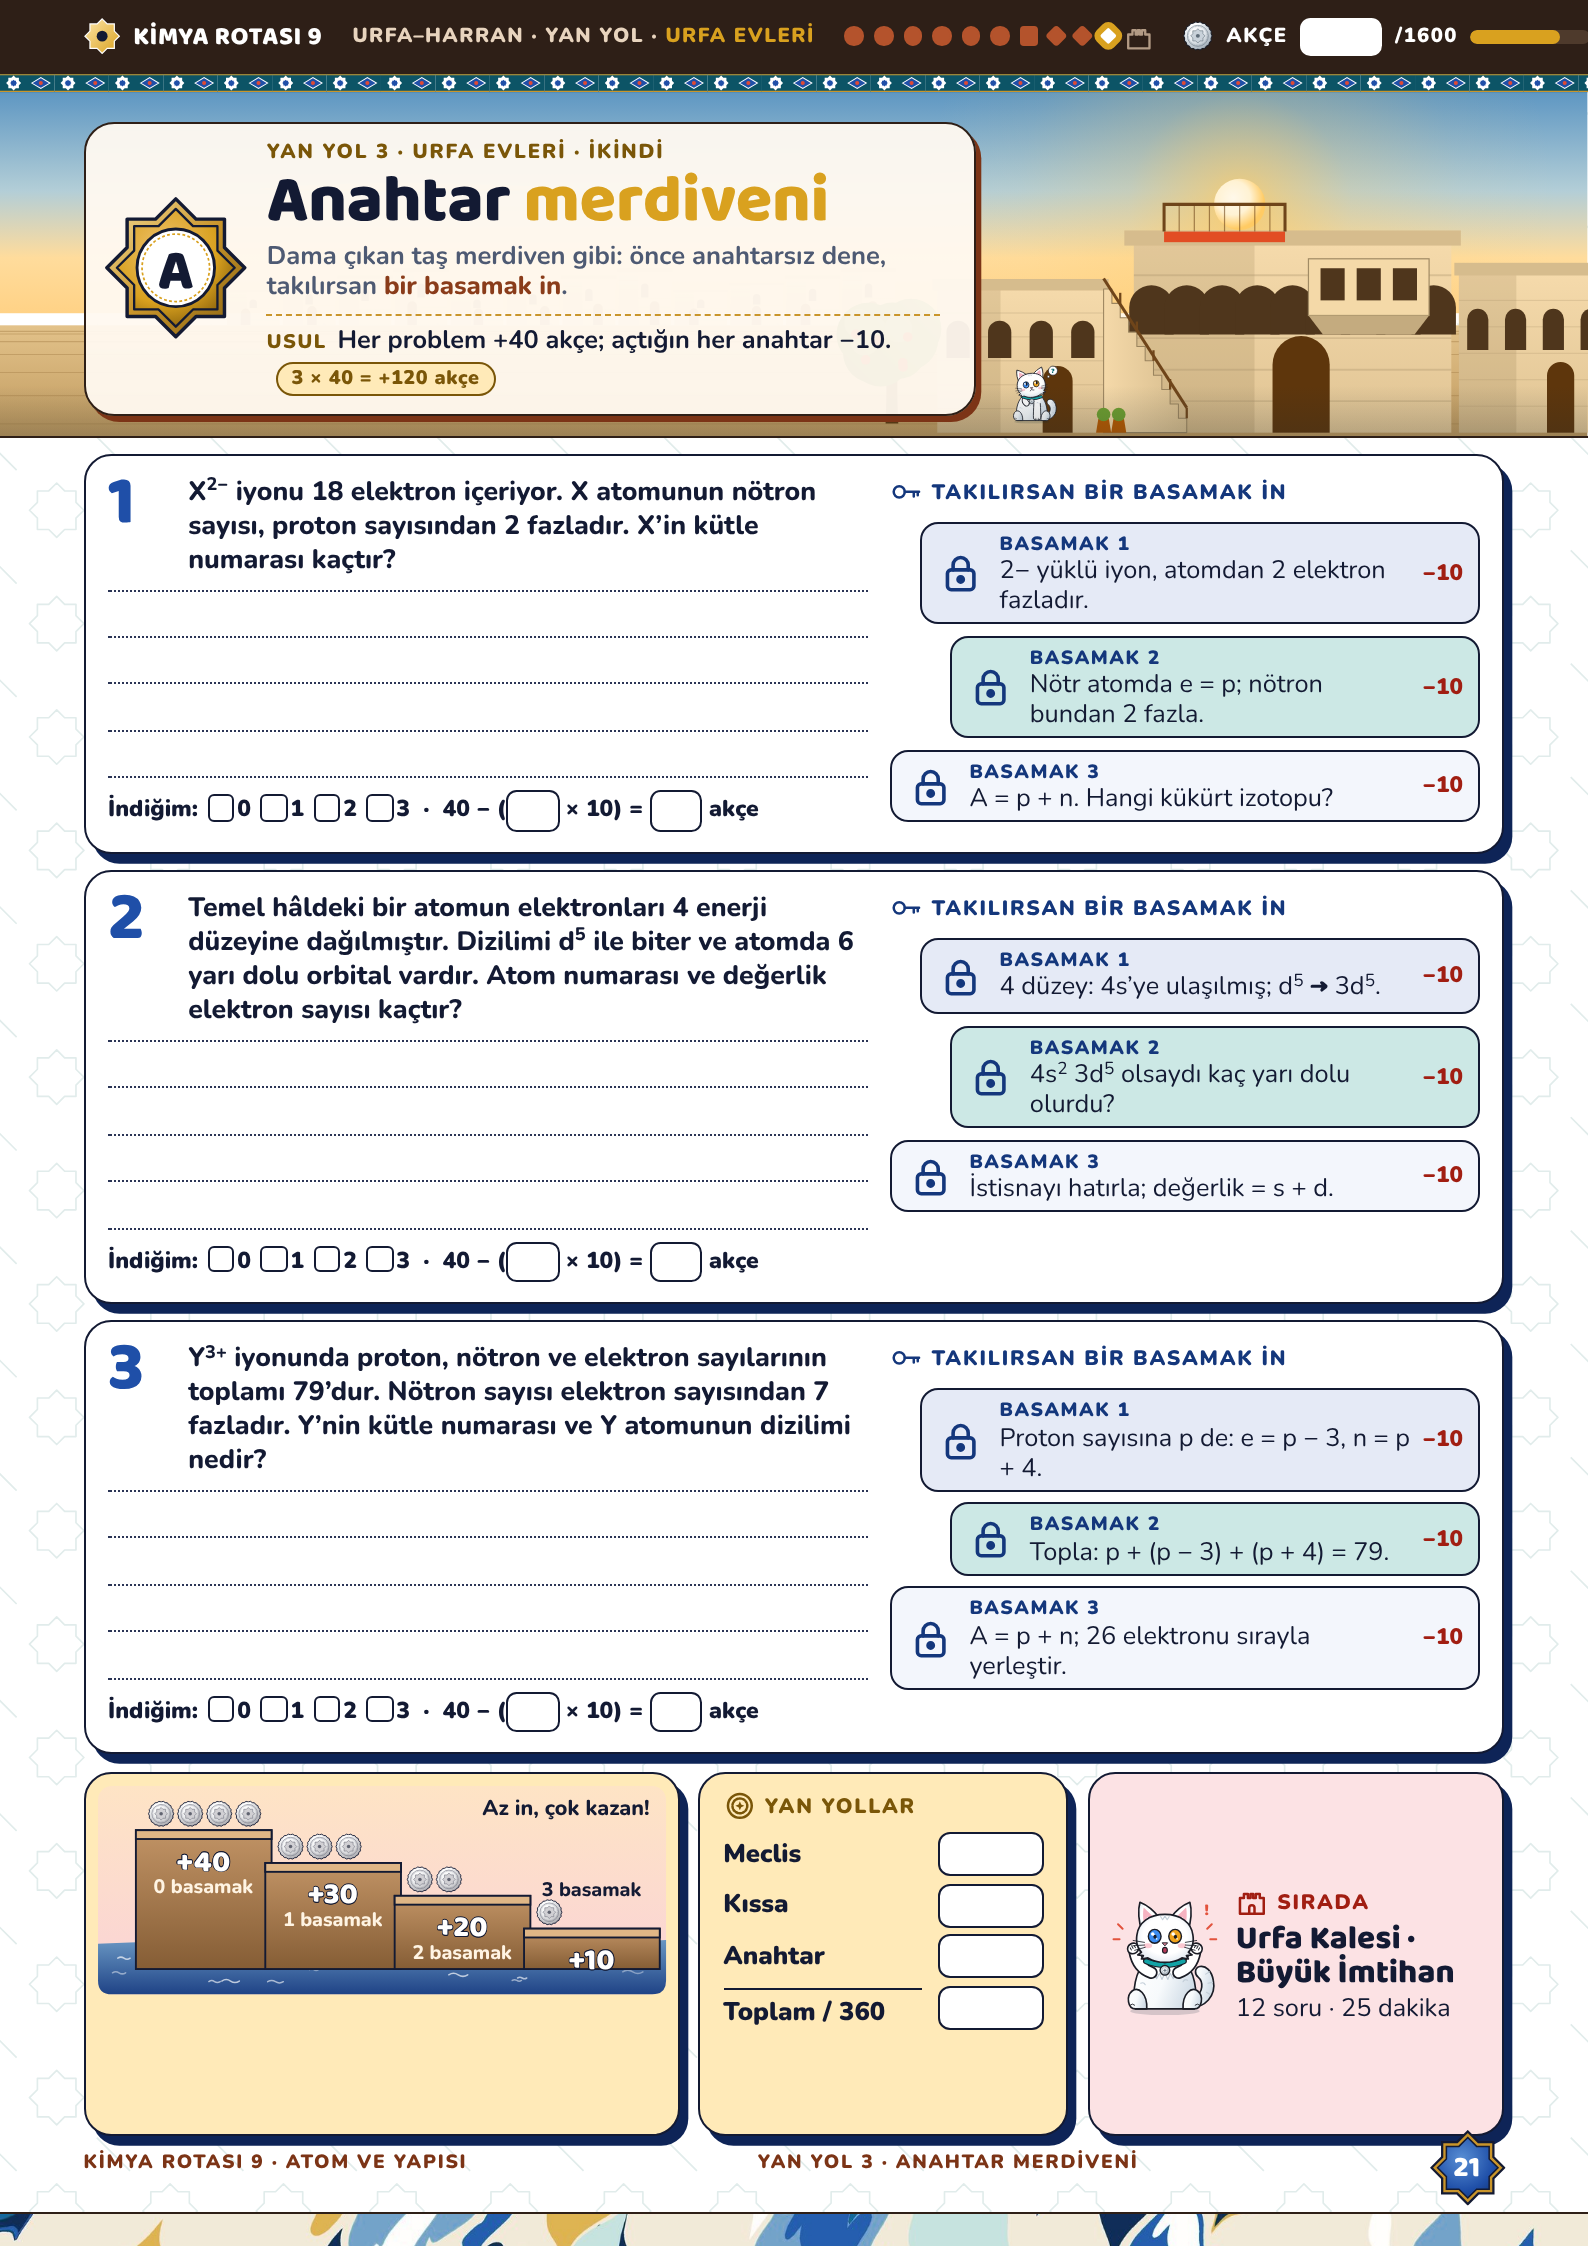 KİMYA ROTASI 9 URFA–HARRAN · YAN YOL · URFA EVLERİ AKÇE /1600
YAN YOL 3 · URFA EVLERİ · İKİNDİ
A
Anahtar merdiveni
Dama çıkan taş merdiven gibi: önce anahtarsız dene,
takılırsan bir basamak in.
USUL Her problem +40 akçe; açtığın her anahtar −10.
3 × 40 = +120 akçe
1
X²⁻ iyonu 18 elektron içeriyor. X atomunun nötron
sayısı, proton sayısından 2 fazladır. X’in kütle
numarası kaçtır?
İndiğim: 0 1 2 3 · 40 − ( × 10) = akçe
TAKILIRSAN BİR BASAMAK İN
BASAMAK 1
2− yüklü iyon, atomdan 2 elektron
fazladır.
−10
BASAMAK 2
Nötr atomda e = p; nötron
bundan 2 fazla.
−10
BASAMAK 3
A = p + n. Hangi kükürt izotopu?
−10
2
Temel hâldeki bir atomun elektronları 4 enerji
düzeyine dağılmıştır. Dizilimi d⁵ ile biter ve atomda 6
yarı dolu orbital vardır. Atom numarası ve değerlik
elektron sayısı kaçtır?
İndiğim: 0 1 2 3 · 40 − ( × 10) = akçe
TAKILIRSAN BİR BASAMAK İN
BASAMAK 1
4 düzey: 4s’ye ulaşılmış; d⁵ ➜ 3d⁵.
−10
BASAMAK 2
4s² 3d⁵ olsaydı kaç yarı dolu
olurdu?
−10
BASAMAK 3
İstisnayı hatırla; değerlik = s + d.
−10
3
Y³⁺ iyonunda proton, nötron ve elektron sayılarının
toplamı 79’dur. Nötron sayısı elektron sayısından 7
fazladır. Y’nin kütle numarası ve Y atomunun dizilimi
nedir?
İndiğim: 0 1 2 3 · 40 − ( × 10) = akçe
TAKILIRSAN BİR BASAMAK İN
BASAMAK 1
Proton sayısına p de: e = p − 3, n = p
+ 4.
−10
BASAMAK 2
Topla: p + (p − 3) + (p + 4) = 79.
−10
BASAMAK 3
A = p + n; 26 elektronu sırayla
yerleştir.
−10
Az in, çok kazan!
+40
0 basamak
+30
1 basamak
+20
2 basamak
3 basamak
+10
YAN YOLLAR
Meclis
Kıssa
Anahtar
Toplam / 360
!
SIRADA
Urfa Kalesi ·
Büyük İmtihan
12 soru · 25 dakika
KİMYA ROTASI 9 · ATOM VE YAPISI YAN YOL 3 · ANAHTAR MERDİVENİ 21